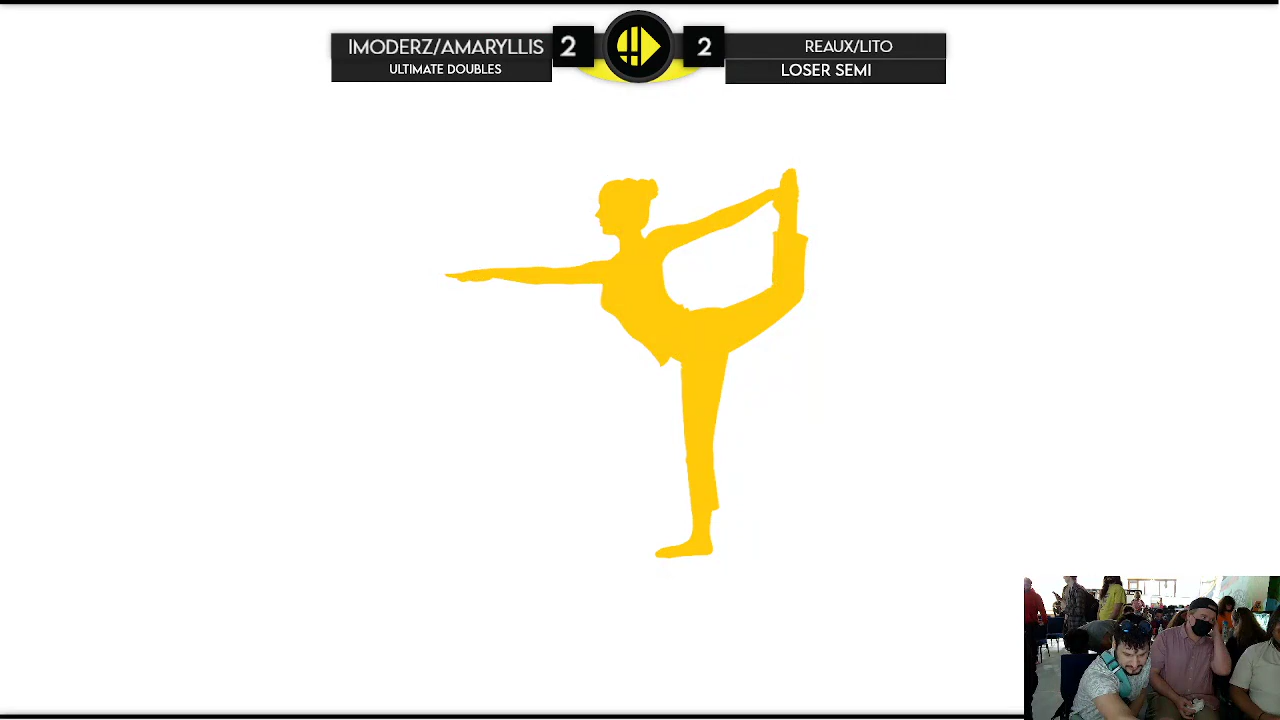 IMODERZ/AMARYLLIS 2 2 REAUX/LITO
ULTIMATE DOUBLES LOSER SEMI